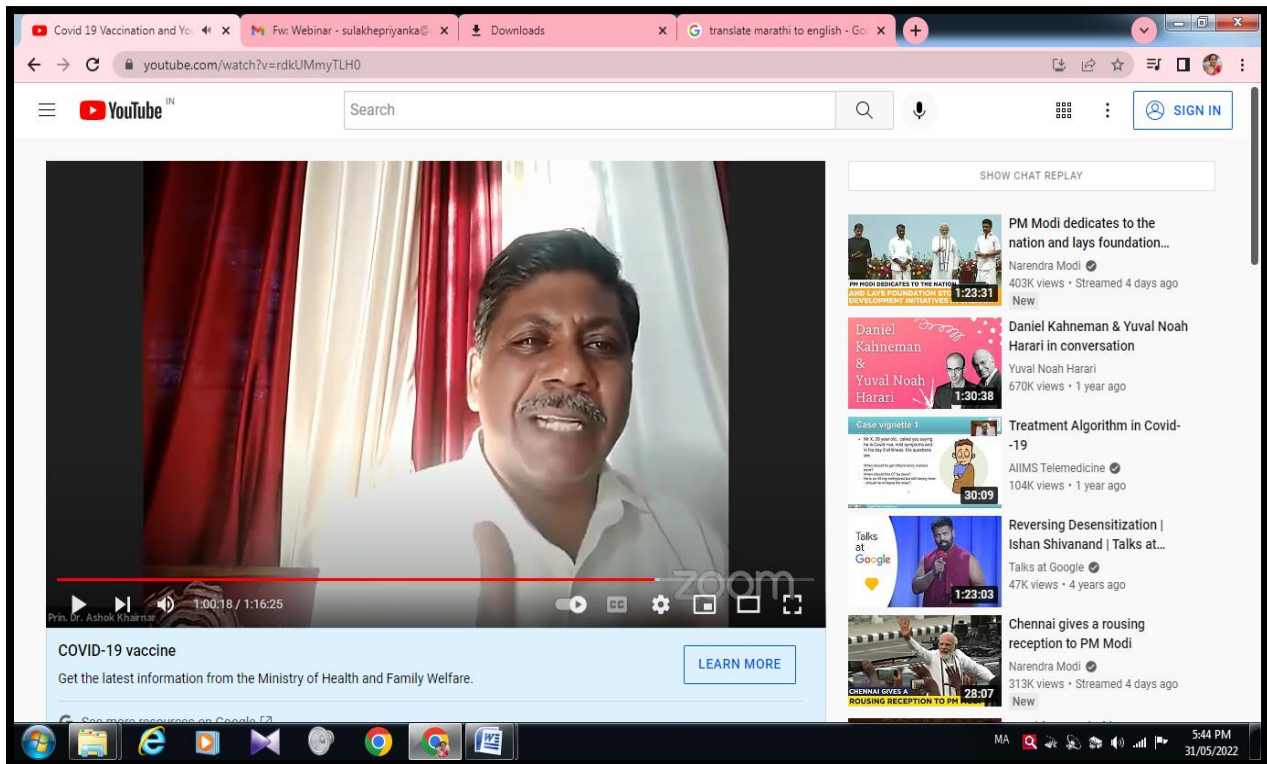 Covid 19 Vaccination and Yo
Fw: Webinar - sulakhepriyanka@
Downloads
translate marathi to english - Go
youtube.com/watch?v=rdkUMmyTLH0
YouTube IN
Search
SIGN IN
zoom
1:00:18 / 1:16:25
CC
Prin. Dr. Ashok Khairnar
COVID-19 vaccine
Get the latest information from the Ministry of Health and Family Welfare.
LEARN MORE
See more resources on Google
SHOW CHAT REPLAY
PM MODI DEDICATES TO THE NATION
AND LAYS FOUNDATION STO
DEVELOPMENT INITIATIVES
1:23:31
PM Modi dedicates to the
nation and lays foundation...
Narendra Modi
403K views • Streamed 4 days ago
New
Daniel
Kahneman
&
Yuval Noah
Harari
1:30:38
Daniel Kahneman & Yuval Noah
Harari in conversation
Yuval Noah Harari
670K views • 1 year ago
Case vignette 1
30:09
Treatment Algorithm in Covid-
-19
AIIMS Telemedicine
104K views • 1 year ago
Talks
at
Google
1:23:03
Reversing Desensitization |
Ishan Shivanand | Talks at...
Talks at Google
47K views • 4 years ago
CHENNAI GIVES A
ROUSING RECEPTION TO PM MODI
28:07
Chennai gives a rousing
reception to PM Modi
Narendra Modi
313K views • Streamed 4 days ago
New
MA
5:44 PM
31/05/2022